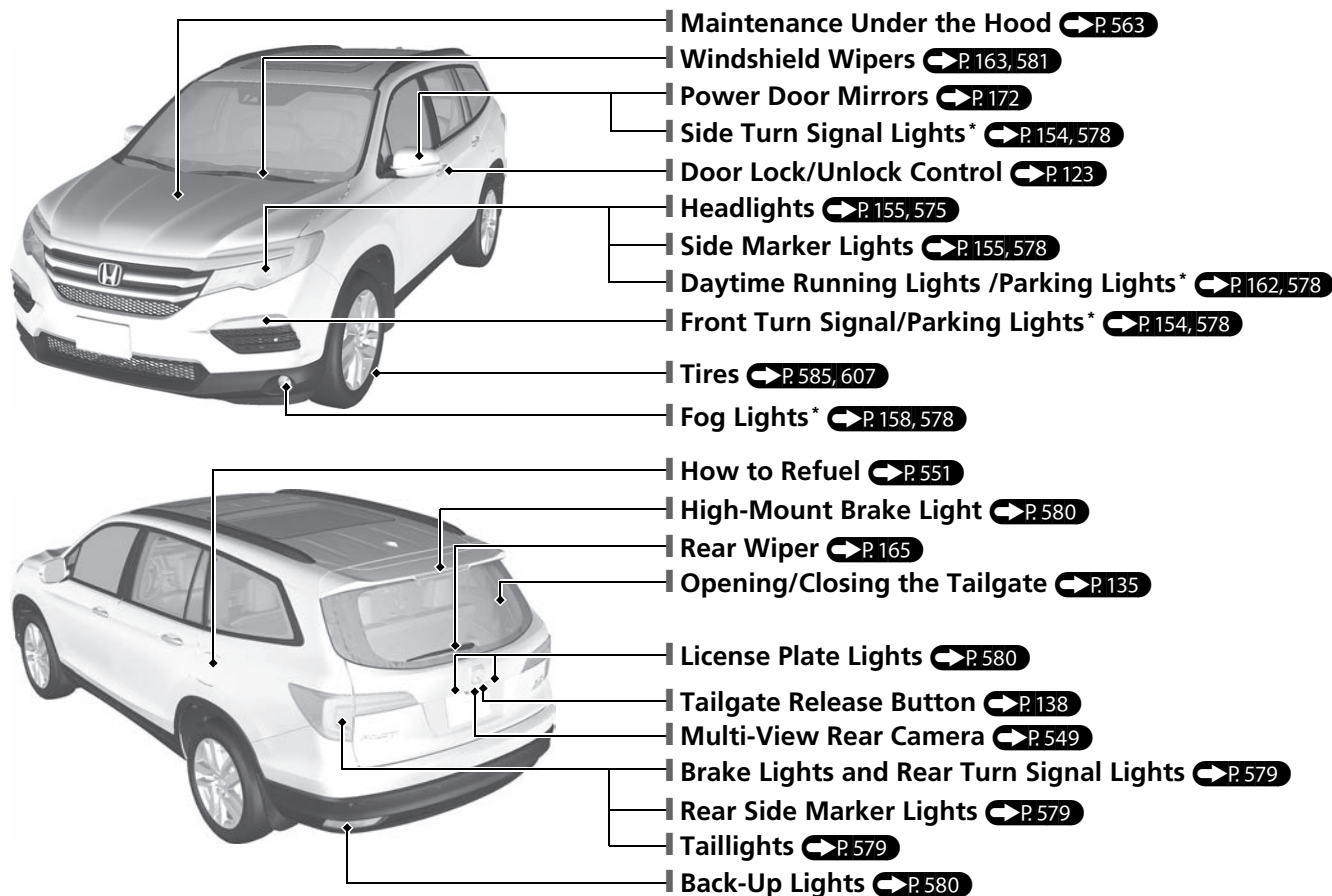 Maintenance Under the Hood P. 563
Windshield Wipers P. 163, 581
Power Door Mirrors P. 172
Side Turn Signal Lights* P. 154, 578
Door Lock/Unlock Control P. 123
Headlights P. 155, 575
Side Marker Lights P. 155, 578
Daytime Running Lights /Parking Lights* P. 162, 578
Front Turn Signal/Parking Lights* P. 154, 578
Tires P. 585, 607
Fog Lights* P. 158, 578
How to Refuel P. 551
High-Mount Brake Light P. 580
Rear Wiper P. 165
Opening/Closing the Tailgate P. 135
License Plate Lights P. 580
Tailgate Release Button P. 138
Multi-View Rear Camera P. 549
Brake Lights and Rear Turn Signal Lights P. 579
Rear Side Marker Lights P. 579
Taillights P. 579
Back-Up Lights P. 580